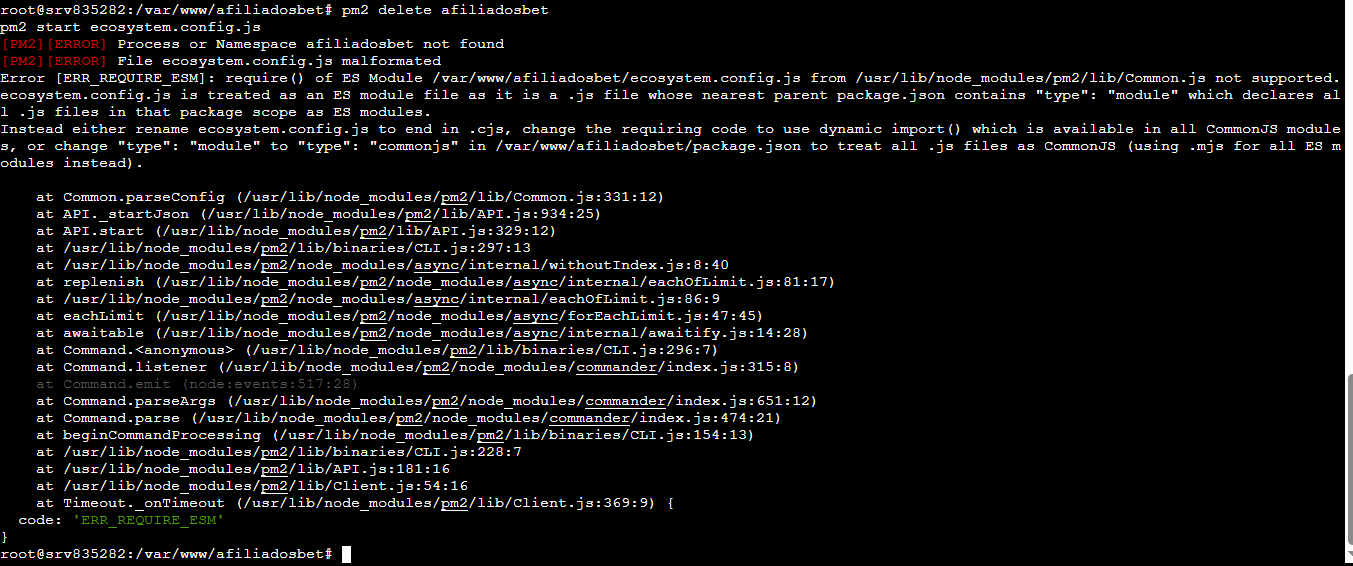 root@srv835282:/var/www/afiliadosbet# pm2 delete afiliadosbet
pm2 start ecosystem.config.js
[PM2][ERROR] Process or Namespace afiliadosbet not found
[PM2][ERROR] File ecosystem.config.js malformated
Error [ERR_REQUIRE_ESM]: require() of ES Module /var/www/afiliadosbet/ecosystem.config.js from /usr/lib/node_modules/pm2/lib/Common.js not supported.
ecosystem.config.js is treated as an ES module file as it is a .js file whose nearest parent package.json contains "type": "module" which declares al
l .js files in that package scope as ES modules.
Instead either rename ecosystem.config.js to end in .cjs, change the requiring code to use dynamic import() which is available in all CommonJS module
s, or change "type": "module" to "type": "commonjs" in /var/www/afiliadosbet/package.json to treat all .js files as CommonJS (using .mjs for all ES m
odules instead).
at Common.parseConfig (/usr/lib/node_modules/pm2/lib/Common.js:331:12)
at API._startJson (/usr/lib/node_modules/pm2/lib/API.js:934:25)
at API.start (/usr/lib/node_modules/pm2/lib/API.js:329:12)
at /usr/lib/node_modules/pm2/lib/binaries/CLI.js:297:13
at /usr/lib/node_modules/pm2/node_modules/async/internal/withoutIndex.js:8:40
at replenish (/usr/lib/node_modules/pm2/node_modules/async/internal/eachOfLimit.js:81:17)
at /usr/lib/node_modules/pm2/node_modules/async/internal/eachOfLimit.js:86:9
at eachLimit (/usr/lib/node_modules/pm2/node_modules/async/forEachLimit.js:47:45)
at awaitable (/usr/lib/node_modules/pm2/node_modules/async/internal/awaitify.js:14:28)
at Command.<anonymous> (/usr/lib/node_modules/pm2/lib/binaries/CLI.js:296:7)
at Command.listener (/usr/lib/node_modules/pm2/node_modules/commander/index.js:315:8)
at Command.emit (node:events:517:28)
at Command.parseArgs (/usr/lib/node_modules/pm2/node_modules/commander/index.js:651:12)
at Command.parse (/usr/lib/node_modules/pm2/node_modules/commander/index.js:474:21)
at beginCommandProcessing (/usr/lib/node_modules/pm2/lib/binaries/CLI.js:154:13)
at /usr/lib/node_modules/pm2/lib/binaries/CLI.js:228:7
at /usr/lib/node_modules/pm2/lib/API.js:181:16
at /usr/lib/node_modules/pm2/lib/Client.js:54:16
at Timeout._onTimeout (/usr/lib/node_modules/pm2/lib/Client.js:369:9) {
code: 'ERR_REQUIRE_ESM'
}
root@srv835282:/var/www/afiliadosbet#